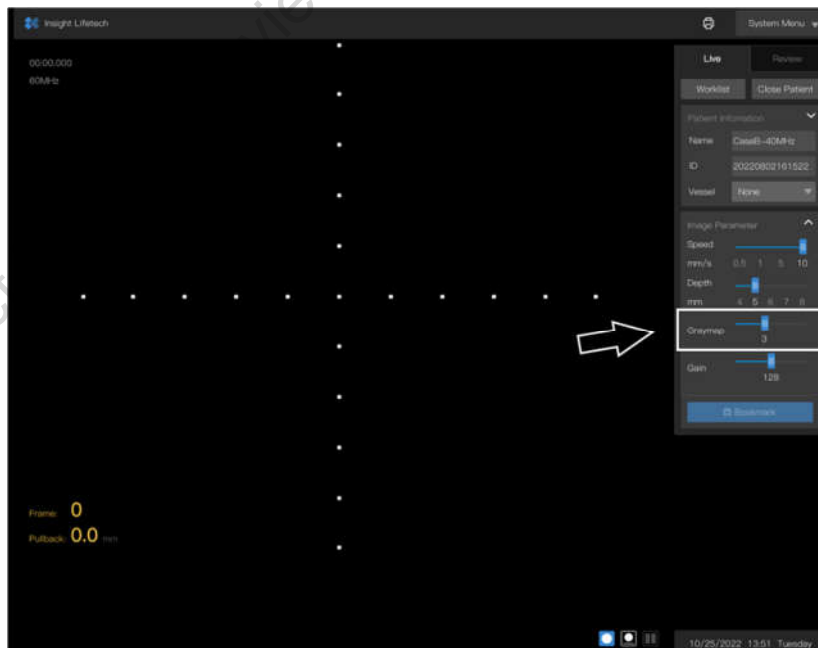 Insight Lifetech
System Menu
00:00.000
60MHz
Live Review
Worklist Close Patient
Patient Infomation
Name CaseB-40MHz
ID 20220802161522
Vessel None
Image Parameter
Speed
mm/s 0.5 1 5 10
Depth
mm 4 5 6 7 8
Graymap
3
Gain
128
Bookmark
Frame: 0
Pullback: 0.0 mm
10/25/2022 13:51 Tuesday